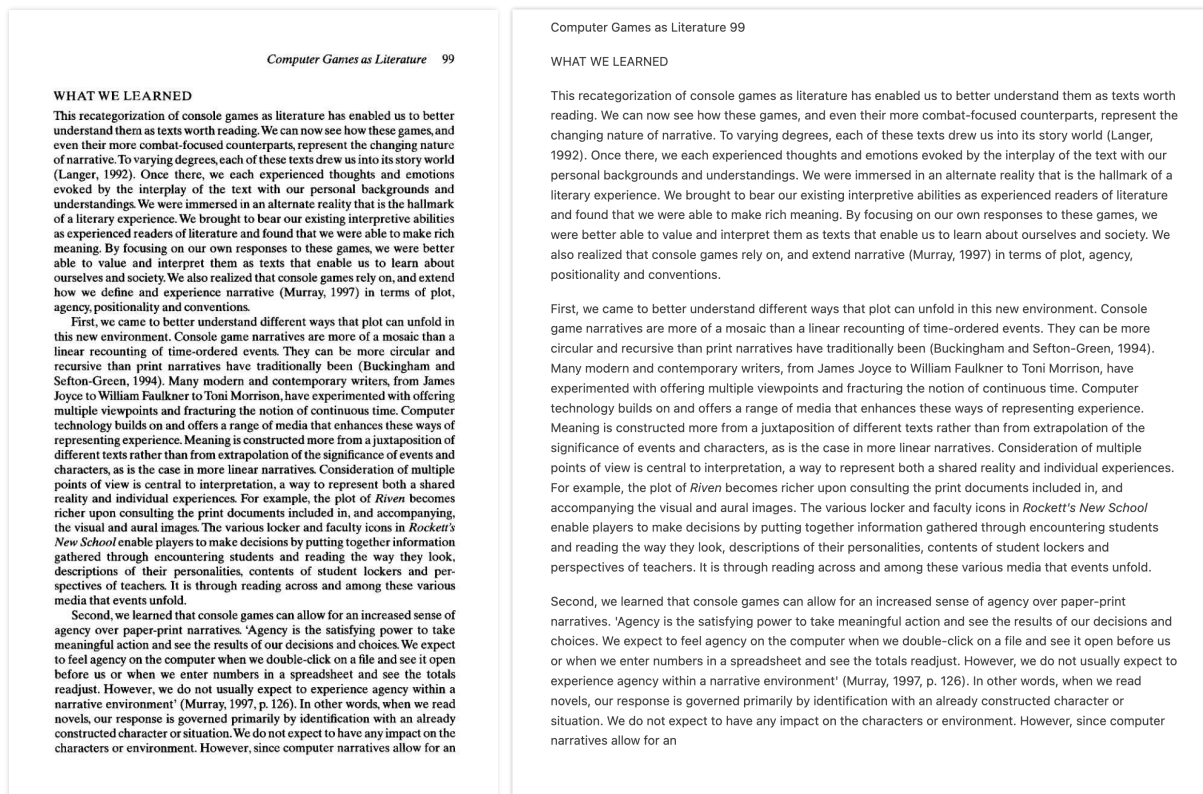 Computer Games as Literature 99
WHAT WE LEARNED
This recategorization of console games as literature has enabled us to better
understand them as texts worth reading. We can now see how these games, and
even their more combat-focused counterparts, represent the changing nature
of narrative. To varying degrees, each of these texts drew us into its story world
(Langer, 1992). Once there, we each experienced thoughts and emotions
evoked by the interplay of the text with our personal backgrounds and
understandings. We were immersed in an alternate reality that is the hallmark
of a literary experience. We brought to bear our existing interpretive abilities
as experienced readers of literature and found that we were able to make rich
meaning. By focusing on our own responses to these games, we were better
able to value and interpret them as texts that enable us to learn about
ourselves and society. We also realized that console games rely on, and extend
how we define and experience narrative (Murray, 1997) in terms of plot,
agency, positionality and conventions.
First, we came to better understand different ways that plot can unfold in
this new environment. Console game narratives are more of a mosaic than a
linear recounting of time-ordered events. They can be more circular and
recursive than print narratives have traditionally been (Buckingham and
Sefton-Green, 1994). Many modern and contemporary writers, from James
Joyce to William Faulkner to Toni Morrison, have experimented with offering
multiple viewpoints and fracturing the notion of continuous time. Computer
technology builds on and offers a range of media that enhances these ways of
representing experience. Meaning is constructed more from a juxtaposition of
different texts rather than from extrapolation of the significance of events and
characters, as is the case in more linear narratives. Consideration of multiple
points of view is central to interpretation, a way to represent both a shared
reality and individual experiences. For example, the plot of Riven becomes
richer upon consulting the print documents included in, and accompanying,
the visual and aural images. The various locker and faculty icons in Rockett's
New School enable players to make decisions by putting together information
gathered through encountering students and reading the way they look,
descriptions of their personalities, contents of student lockers and per-
spectives of teachers. It is through reading across and among these various
media that events unfold.
Second, we learned that console games can allow for an increased sense of
agency over paper-print narratives. 'Agency is the satisfying power to take
meaningful action and see the results of our decisions and choices. We expect
to feel agency on the computer when we double-click on a file and see it open
before us or when we enter numbers in a spreadsheet and see the totals
readjust. However, we do not usually expect to experience agency within a
narrative environment' (Murray, 1997, p. 126). In other words, when we read
novels, our response is governed primarily by identification with an already
constructed character or situation. We do not expect to have any impact on the
characters or environment. However, since computer narratives allow for an
Computer Games as Literature 99
WHAT WE LEARNED
This recategorization of console games as literature has enabled us to better understand them as texts worth
reading. We can now see how these games, and even their more combat-focused counterparts, represent the
changing nature of narrative. To varying degrees, each of these texts drew us into its story world (Langer,
1992). Once there, we each experienced thoughts and emotions evoked by the interplay of the text with our
personal backgrounds and understandings. We were immersed in an alternate reality that is the hallmark of a
literary experience. We brought to bear our existing interpretive abilities as experienced readers of literature
and found that we were able to make rich meaning. By focusing on our own responses to these games, we
were better able to value and interpret them as texts that enable us to learn about ourselves and society. We
also realized that console games rely on, and extend narrative (Murray, 1997) in terms of plot, agency,
positionality and conventions.
First, we came to better understand different ways that plot can unfold in this new environment. Console
game narratives are more of a mosaic than a linear recounting of time-ordered events. They can be more
circular and recursive than print narratives have traditionally been (Buckingham and Sefton-Green, 1994).
Many modern and contemporary writers, from James Joyce to William Faulkner to Toni Morrison, have
experimented with offering multiple viewpoints and fracturing the notion of continuous time. Computer
technology builds on and offers a range of media that enhances these ways of representing experience.
Meaning is constructed more from a juxtaposition of different texts rather than from extrapolation of the
significance of events and characters, as is the case in more linear narratives. Consideration of multiple
points of view is central to interpretation, a way to represent both a shared reality and individual experiences.
For example, the plot of Riven becomes richer upon consulting the print documents included in, and
accompanying the visual and aural images. The various locker and faculty icons in Rockett's New School
enable players to make decisions by putting together information gathered through encountering students
and reading the way they look, descriptions of their personalities, contents of student lockers and
perspectives of teachers. It is through reading across and among these various media that events unfold.
Second, we learned that console games can allow for an increased sense of agency over paper-print
narratives. 'Agency is the satisfying power to take meaningful action and see the results of our decisions and
choices. We expect to feel agency on the computer when we double-click on a file and see it open before us
or when we enter numbers in a spreadsheet and see the totals readjust. However, we do not usually expect to
experience agency within a narrative environment' (Murray, 1997, p. 126). In other words, when we read
novels, our response is governed primarily by identification with an already constructed character or
situation. We do not expect to have any impact on the characters or environment. However, since computer
narratives allow for an